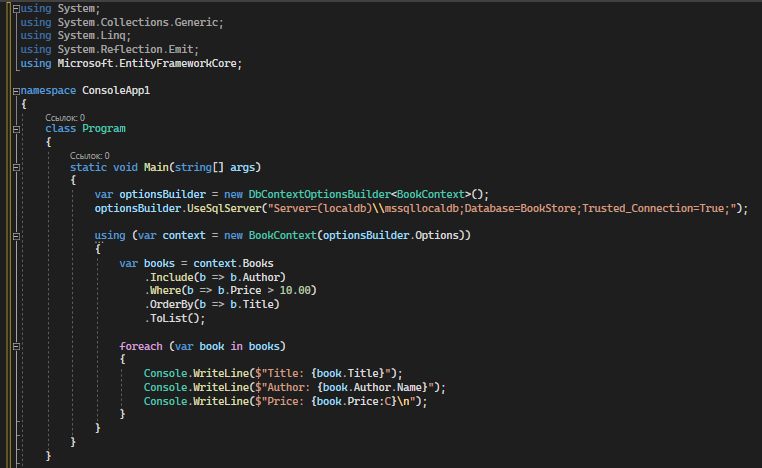 using System;
using System.Collections.Generic;
using System.Linq;
using System.Reflection.Emit;
using Microsoft.EntityFrameworkCore;
namespace ConsoleApp1
{
Ссылок: 0
class Program
{
Ссылок: 0
static void Main(string[] args)
{
var optionsBuilder = new DbContextOptionsBuilder<BookContext>();
optionsBuilder.UseSqlServer("Server=(localdb)\\mssqllocaldb;Database=BookStore;Trusted_Connection=True;");
using (var context = new BookContext(optionsBuilder.Options))
{
var books = context.Books
.Include(b => b.Author)
.Where(b => b.Price > 10.00)
.OrderBy(b => b.Title)
.ToList();
foreach (var book in books)
{
Console.WriteLine($"Title: {book.Title}");
Console.WriteLine($"Author: {book.Author.Name}");
Console.WriteLine($"Price: {book.Price:C}\n");
}
}
}
}